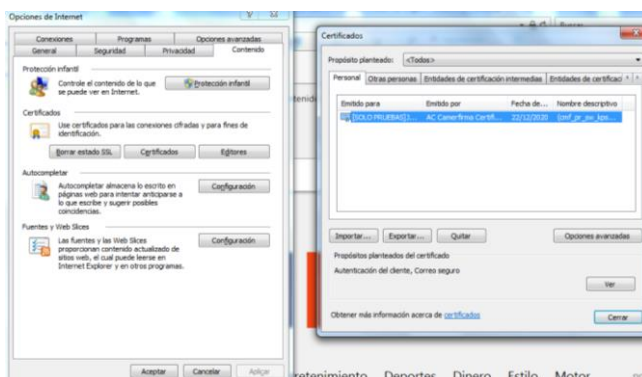 Opciones de Internet
Conexiones Programas Opciones avanzadas
General Seguridad Privacidad Contenido
Protección infantil
Controle el contenido de lo que
se puede ver en Internet.
Protección infantil
Certificados
Use certificados para las conexiones cifradas y para fines de
identificación.
Borrar estado SSL Certificados Editores
Autocompletar
Autocompletar almacena lo escrito en
páginas web para intentar anticiparse a
lo que escribe y sugerir posibles
coincidencias.
Configuración
Fuentes y Web Slices
Las fuentes y las Web Slices
proporcionan contenido actualizado de
sitios web, el cual puede leerse en
Internet Explorer y en otros programas.
Configuración
Aceptar Cancelar Aplicar
Certificados
Propósito planteado: <Todos>
Personal Otras personas Entidades de certificación intermedias Entidades de certificaci
Emitido para Emitido por Fecha de... Nombre descriptivo
[SOLO PRUEBAS]... AC Camerfirma Certif... 22/12/2020
Importar... Exportar... Quitar Opciones avanzadas
Propósitos planteados del certificado
Autenticación del cliente, Correo seguro
Ver
Obtener más información acerca de certificados
Cerrar
retenimiento Deportes Dinero Estilo Motor